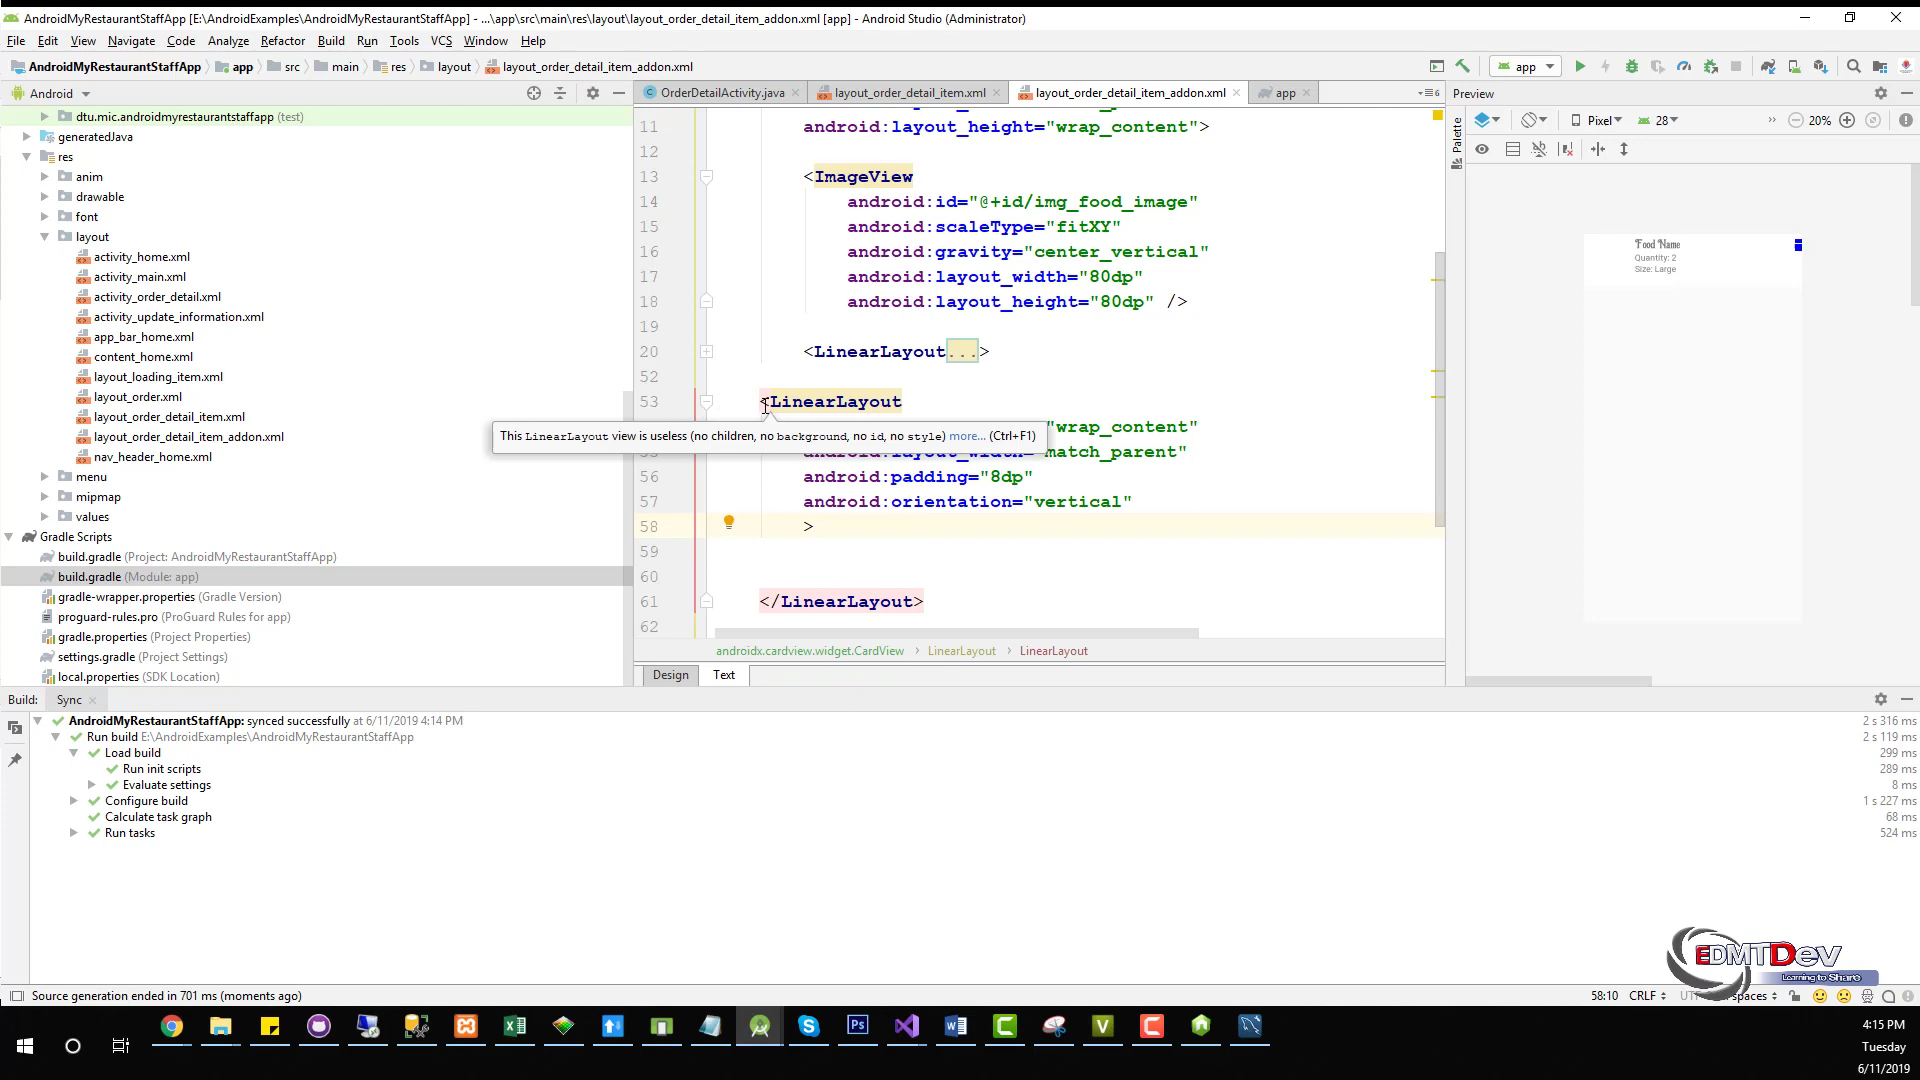 AndroidMyRestaurantStaffApp [E:\AndroidExamples\AndroidMyRestaurantStaffApp] - ...\app\src\main\res\layout\layout_order_detail_item_addon.xml [app] - Android Studio (Administrator)
File Edit View Navigate Code Analyze Refactor Build Run Tools VCS Window Help
AndroidMyRestaurantStaffApp app src main res layout layout_order_detail_item_addon.xml app
Android
OrderDetailActivity.java layout_order_detail_item.xml layout_order_detail_item_addon.xml app 6
Preview
dtu.mic.androidmyrestaurantstaffapp (test)
generatedJava
res
anim
drawable
font
layout
activity_home.xml
activity_main.xml
activity_order_detail.xml
activity_update_information.xml
app_bar_home.xml
content_home.xml
layout_loading_item.xml
layout_order.xml
layout_order_detail_item.xml
layout_order_detail_item_addon.xml
nav_header_home.xml
menu
mipmap
values
Gradle Scripts
build.gradle (Project: AndroidMyRestaurantStaffApp)
build.gradle (Module: app)
gradle-wrapper.properties (Gradle Version)
proguard-rules.pro (ProGuard Rules for app)
gradle.properties (Project Properties)
settings.gradle (Project Settings)
local.properties (SDK Location)
11 android:layout_height="wrap_content">
12
13 <ImageView
14 android:id="@+id/img_food_image"
15 android:scaleType="fitXY"
16 android:gravity="center_vertical"
17 android:layout_width="80dp"
18 android:layout_height="80dp" />
19
20 <LinearLayout...>
52
53 <LinearLayout
"wrap_content"
This LinearLayout view is useless (no children, no background, no id, no style) more... (Ctrl+F1)
android:layout_width="match_parent"
56 android:padding="8dp"
57 android:orientation="vertical"
58 >
59
60
61 </LinearLayout>
62
androidx.cardview.widget.CardView › LinearLayout › LinearLayout
Design Text
Palette
Pixel 28 20%
Food Name
Quantity: 2
Size: Large
Build: Sync
AndroidMyRestaurantStaffApp: synced successfully at 6/11/2019 4:14 PM 2 s 316 ms
Run build E:\AndroidExamples\AndroidMyRestaurantStaffApp 2 s 119 ms
Load build 299 ms
Run init scripts 289 ms
Evaluate settings 8 ms
Configure build 1 s 227 ms
Calculate task graph 68 ms
Run tasks 524 ms
EDMTDev
Learning to Share
Source generation ended in 701 ms (moments ago)
58:10 CRLF spaces
4:15 PM
Tuesday
6/11/2019